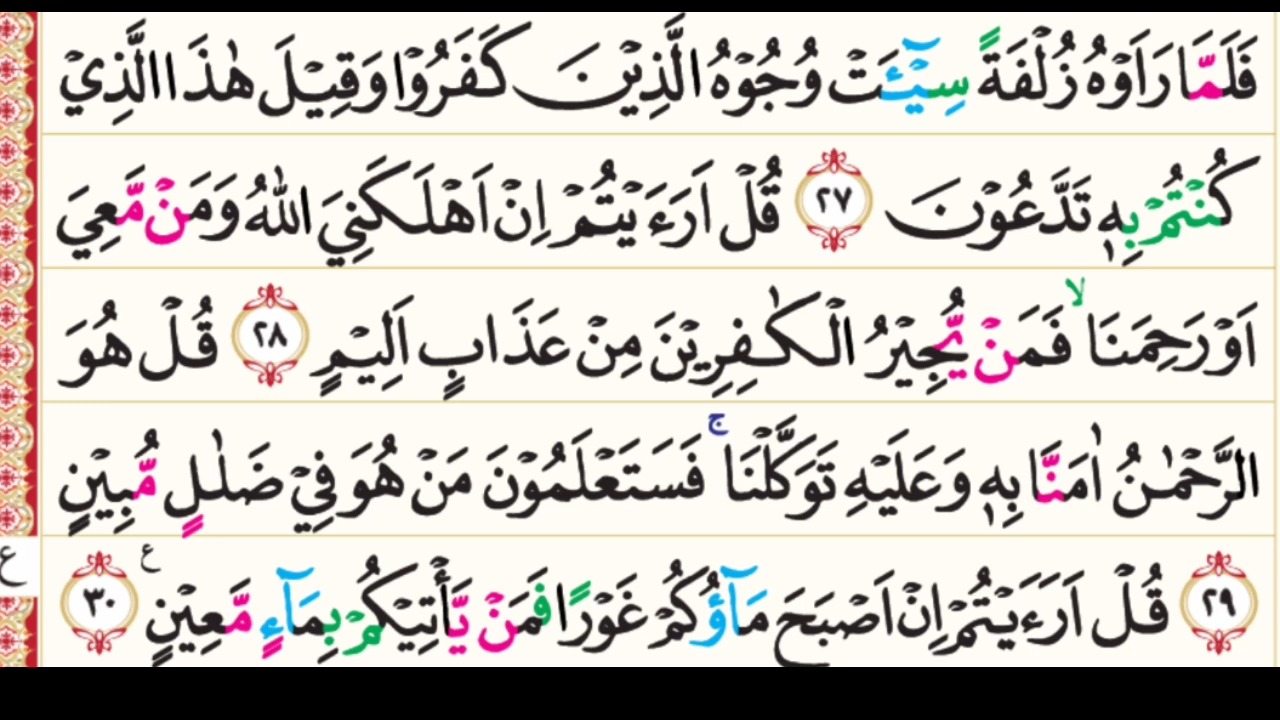 فَلَمَّا رَاَوْهُ زُلْفَةً سِيْٓـَٔتْ وُجُوْهُ الَّذِيْنَ كَفَرُوْا وَقِيْلَ هٰذَا الَّذِيْ
كُنْتُمْ بِهٖ تَدَّعُوْنَ ٢٧ قُلْ اَرَءَيْتُمْ اِنْ اَهْلَكَنِيَ اللّٰهُ وَمَنْ مَّعِيَ
اَوْ رَحِمَنَا ۙ فَمَنْ يُّجِيْرُ الْكٰفِرِيْنَ مِنْ عَذَابٍ اَلِيْمٍ ٢٨ قُلْ هُوَ
الرَّحْمٰنُ اٰمَنَّا بِهٖ وَعَلَيْهِ تَوَكَّلْنَا ۚ فَسَتَعْلَمُوْنَ مَنْ هُوَ فِيْ ضَلٰلٍ مُّبِيْنٍ
٢٩ قُلْ اَرَءَيْتُمْ اِنْ اَصْبَحَ مَآؤُكُمْ غَوْرًا فَمَنْ يَّأْتِيْكُمْ بِمَآءٍ مَّعِيْنٍ ع ٣٠
ع